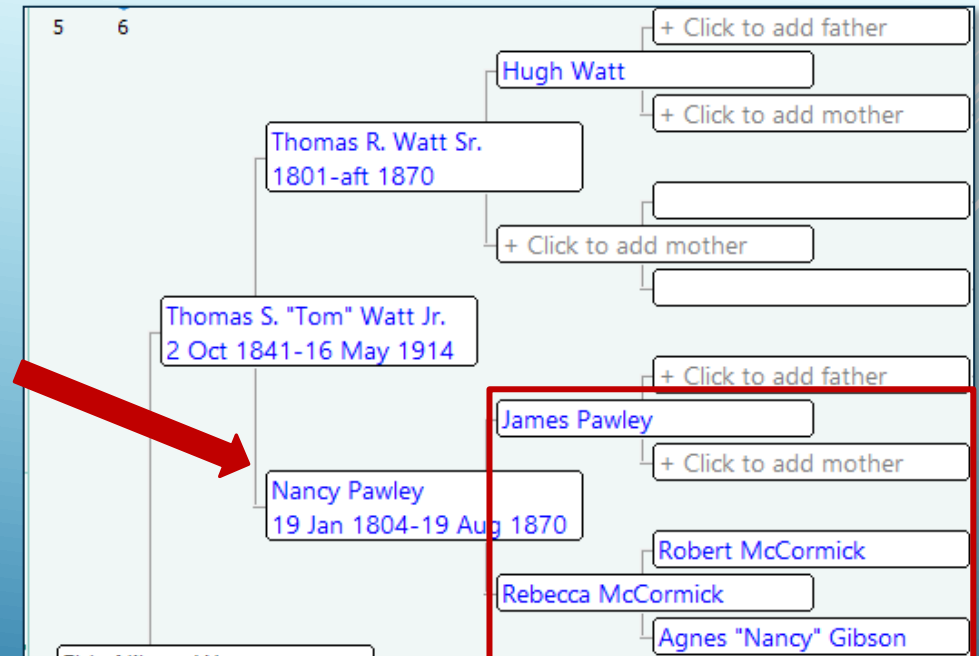 5 6
+ Click to add father
Hugh Watt
+ Click to add mother
Thomas R. Watt Sr.
1801-aft 1870
+ Click to add mother
Thomas S. "Tom" Watt Jr.
2 Oct 1841-16 May 1914
+ Click to add father
James Pawley
+ Click to add mother
Nancy Pawley
19 Jan 1804-19 Aug 1870
Robert McCormick
Rebecca McCormick
Agnes "Nancy" Gibson